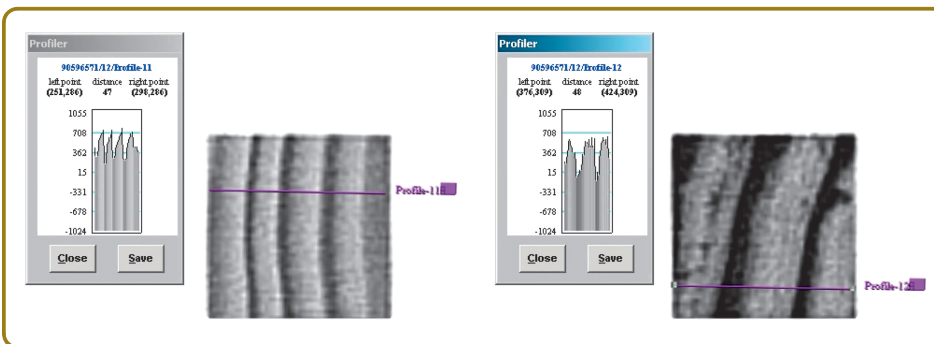 Profiler
90596571/12/Profile-11
left point distance right point
(251,286) 47 (298,286)
1055
708
362
15
-331
-678
-1024
Close Save
Profile-11
Profiler
90596571/12/Profile-12
left point distance right point
(376,309) 48 (424,309)
1055
708
362
15
-331
-678
-1024
Close Save
Profile-12